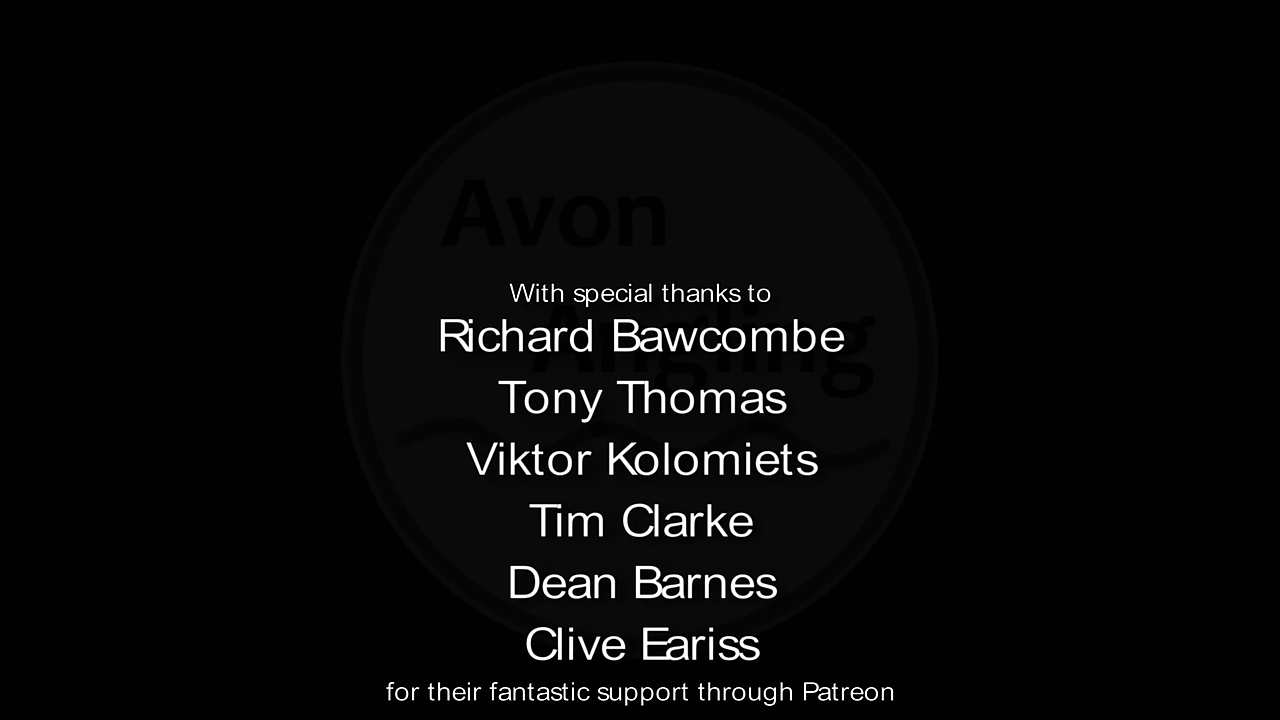 Avon
Angling
With special thanks to
Richard Bawcombe
Tony Thomas
Viktor Kolomiets
Tim Clarke
Dean Barnes
Clive Eariss
for their fantastic support through Patreon